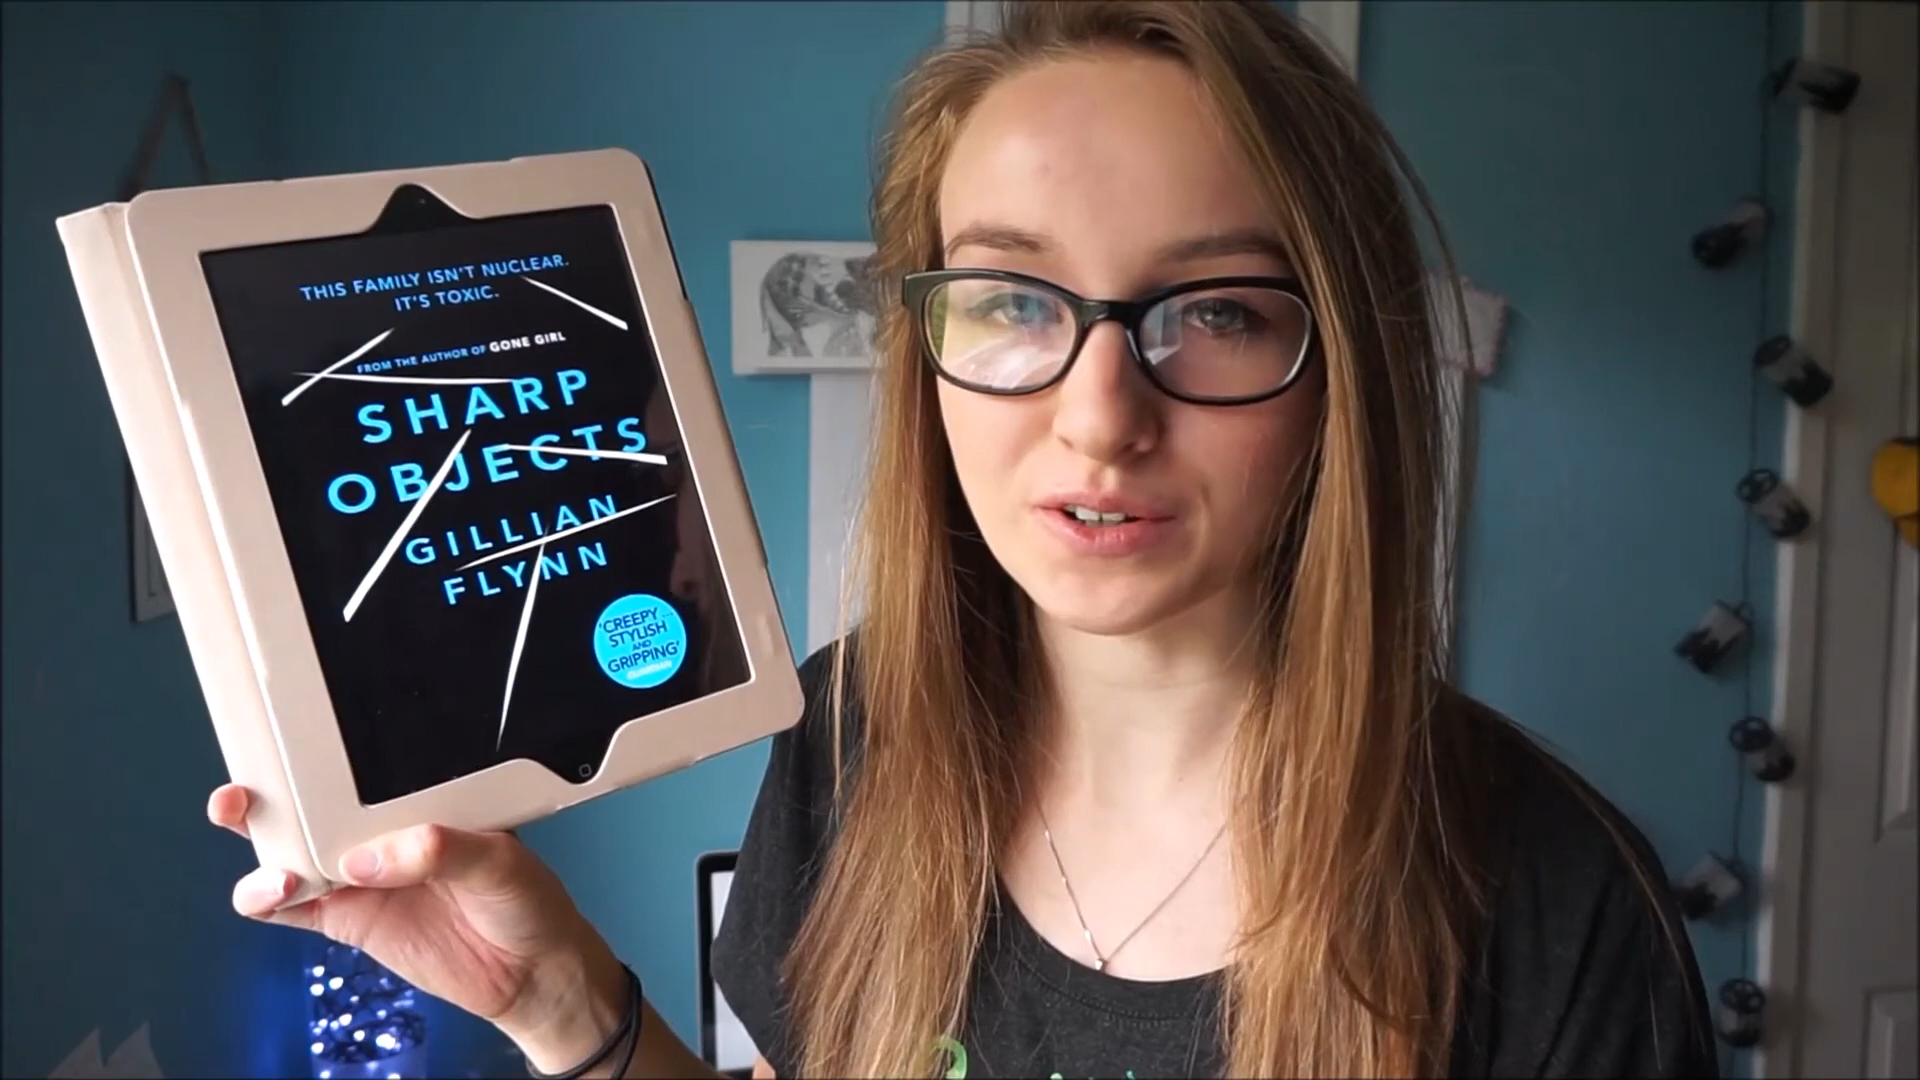 THIS FAMILY ISN'T NUCLEAR.
IT'S TOXIC.
FROM THE AUTHOR OF GONE GIRL
SHARP
OBJECTS
GILLIAN
FLYNN
'CREEPY...
STYLISH
AND
GRIPPING'
GUARDIAN